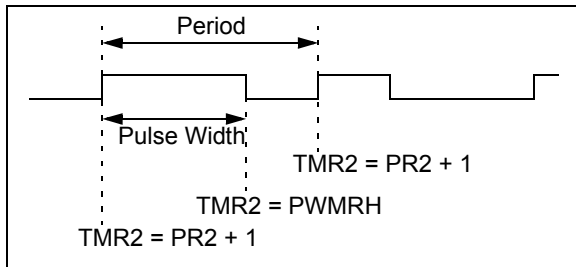 Period
Pulse Width
TMR2 = PR2 + 1
TMR2 = PWMRH
TMR2 = PR2 + 1